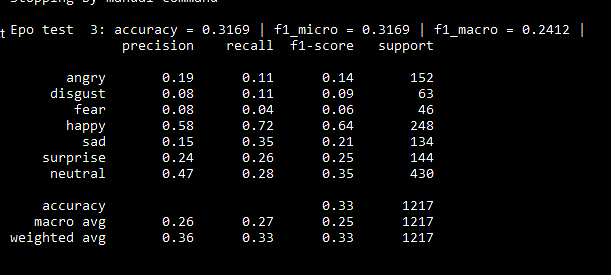 Stopping by manual command
t
Epo test  3: accuracy = 0.3169 | f1_micro = 0.3169 | f1_macro = 0.2412 |
              precision    recall  f1-score   support

       angry       0.19      0.11      0.14       152
     disgust       0.08      0.11      0.09        63
        fear       0.08      0.04      0.06        46
       happy       0.58      0.72      0.64       248
         sad       0.15      0.35      0.21       134
    surprise       0.24      0.26      0.25       144
     neutral       0.47      0.28      0.35       430

    accuracy                           0.33      1217
   macro avg       0.26      0.27      0.25      1217
weighted avg       0.36      0.33      0.33      1217